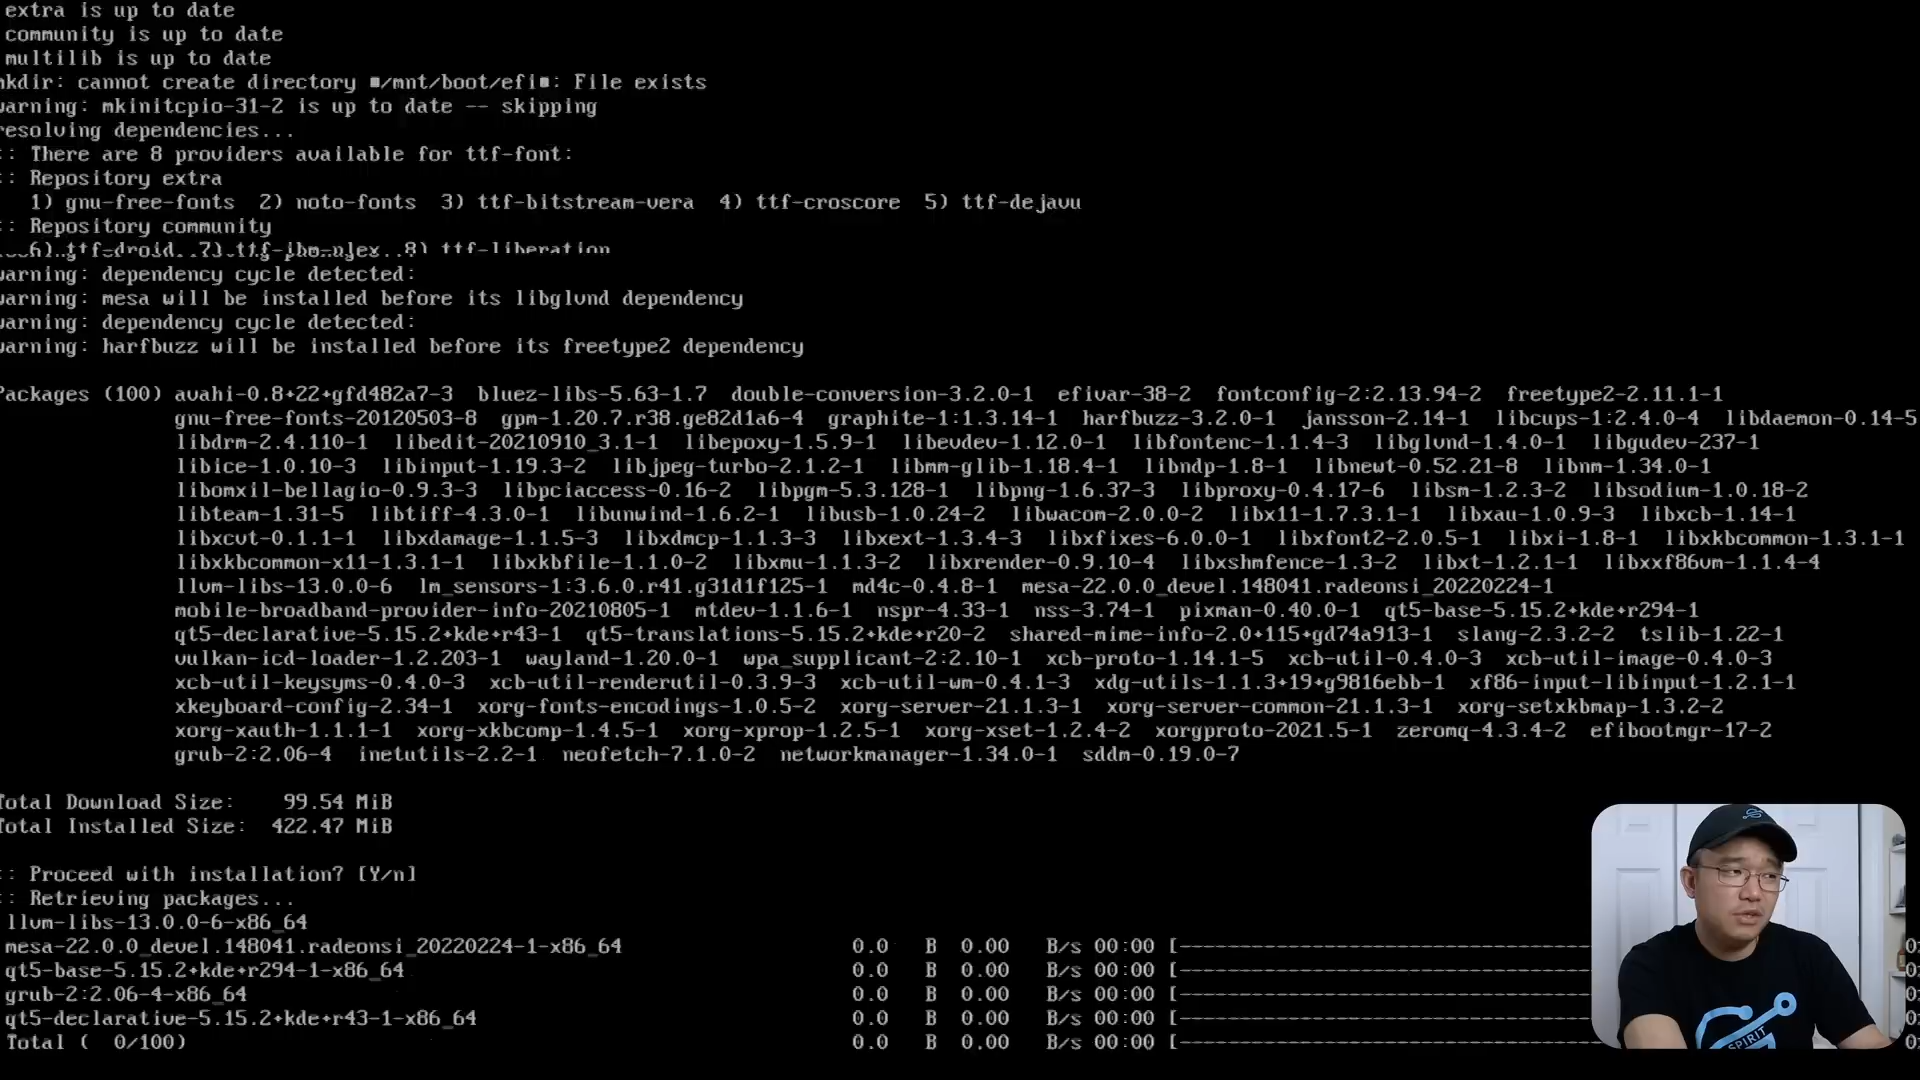 extra is up to date
community is up to date
multilib is up to date
mkdir: cannot create directory ■/mnt/boot/efi■: File exists
warning: mkinitcpio-31-2 is up to date -- skipping
resolving dependencies...
:: There are 8 providers available for ttf-font:
:: Repository extra
1) gnu-free-fonts 2) noto-fonts 3) ttf-bitstream-vera 4) ttf-croscore 5) ttf-dejavu
:: Repository community
6) ttf-droid 7) ttf-ibm-plex 8) ttf-liberation
warning: dependency cycle detected:
warning: mesa will be installed before its libglvnd dependency
warning: dependency cycle detected:
warning: harfbuzz will be installed before its freetype2 dependency
Packages (100) avahi-0.8+22+gfd482a7-3 bluez-libs-5.63-1.7 double-conversion-3.2.0-1 efivar-38-2 fontconfig-2:2.13.94-2 freetype2-2.11.1-1
gnu-free-fonts-20120503-8 gpm-1.20.7.r38.ge82d1a6-4 graphite-1:1.3.14-1 harfbuzz-3.2.0-1 jansson-2.14-1 libcups-1:2.4.0-4 libdaemon-0.14-5
libdrm-2.4.110-1 libedit-20210910_3.1-1 libepoxy-1.5.9-1 libevdev-1.12.0-1 libfontenc-1.1.4-3 libglvnd-1.4.0-1 libgudev-237-1
libice-1.0.10-3 libinput-1.19.3-2 libjpeg-turbo-2.1.2-1 libmm-glib-1.18.4-1 libndp-1.8-1 libnewt-0.52.21-8 libnm-1.34.0-1
libomxil-bellagio-0.9.3-3 libpciaccess-0.16-2 libpgm-5.3.128-1 libpng-1.6.37-3 libproxy-0.4.17-6 libsm-1.2.3-2 libsodium-1.0.18-2
libteam-1.31-5 libtiff-4.3.0-1 libunwind-1.6.2-1 libusb-1.0.24-2 libwacom-2.0.0-2 libx11-1.7.3.1-1 libxau-1.0.9-3 libxcb-1.14-1
libxcvt-0.1.1-1 libxdamage-1.1.5-3 libxdmcp-1.1.3-3 libxext-1.3.4-3 libxfixes-6.0.0-1 libxfont2-2.0.5-1 libxi-1.8-1 libxkbcommon-1.3.1-1
libxkbcommon-x11-1.3.1-1 libxkbfile-1.1.0-2 libxmu-1.1.3-2 libxrender-0.9.10-4 libxshmfence-1.3-2 libxt-1.2.1-1 libxxf86vm-1.1.4-4
llvm-libs-13.0.0-6 lm_sensors-1:3.6.0.r41.g31d1f125-1 md4c-0.4.8-1 mesa-22.0.0_devel.148041.radeonsi_20220224-1
mobile-broadband-provider-info-20210805-1 mtdev-1.1.6-1 nspr-4.33-1 nss-3.74-1 pixman-0.40.0-1 qt5-base-5.15.2+kde+r294-1
qt5-declarative-5.15.2+kde+r43-1 qt5-translations-5.15.2+kde+r20-2 shared-mime-info-2.0+115+gd74a913-1 slang-2.3.2-2 tslib-1.22-1
vulkan-icd-loader-1.2.203-1 wayland-1.20.0-1 wpa_supplicant-2:2.10-1 xcb-proto-1.14.1-5 xcb-util-0.4.0-3 xcb-util-image-0.4.0-3
xcb-util-keysyms-0.4.0-3 xcb-util-renderutil-0.3.9-3 xcb-util-wm-0.4.1-3 xdg-utils-1.1.3+19+g9816ebb-1 xf86-input-libinput-1.2.1-1
xkeyboard-config-2.34-1 xorg-fonts-encodings-1.0.5-2 xorg-server-21.1.3-1 xorg-server-common-21.1.3-1 xorg-setxkbmap-1.3.2-2
xorg-xauth-1.1.1-1 xorg-xkbcomp-1.4.5-1 xorg-xprop-1.2.5-1 xorg-xset-1.2.4-2 xorgproto-2021.5-1 zeromq-4.3.4-2 efibootmgr-17-2
grub-2:2.06-4 inetutils-2.2-1 neofetch-7.1.0-2 networkmanager-1.34.0-1 sddm-0.19.0-7
Total Download Size: 99.54 MiB
Total Installed Size: 422.47 MiB
:: Proceed with installation? [Y/n]
:: Retrieving packages...
llvm-libs-13.0.0-6-x86_64
mesa-22.0.0_devel.148041.radeonsi_20220224-1-x86_64 0.0 B 0.00 B/s 00:00 [--------------------
qt5-base-5.15.2+kde+r294-1-x86_64 0.0 B 0.00 B/s 00:00 [--------------------
grub-2:2.06-4-x86_64 0.0 B 0.00 B/s 00:00 [--------------------
qt5-declarative-5.15.2+kde+r43-1-x86_64 0.0 B 0.00 B/s 00:00 [--------------------
Total ( 0/100) 0.0 B 0.00 B/s 00:00 [--------------------
SPIRIT